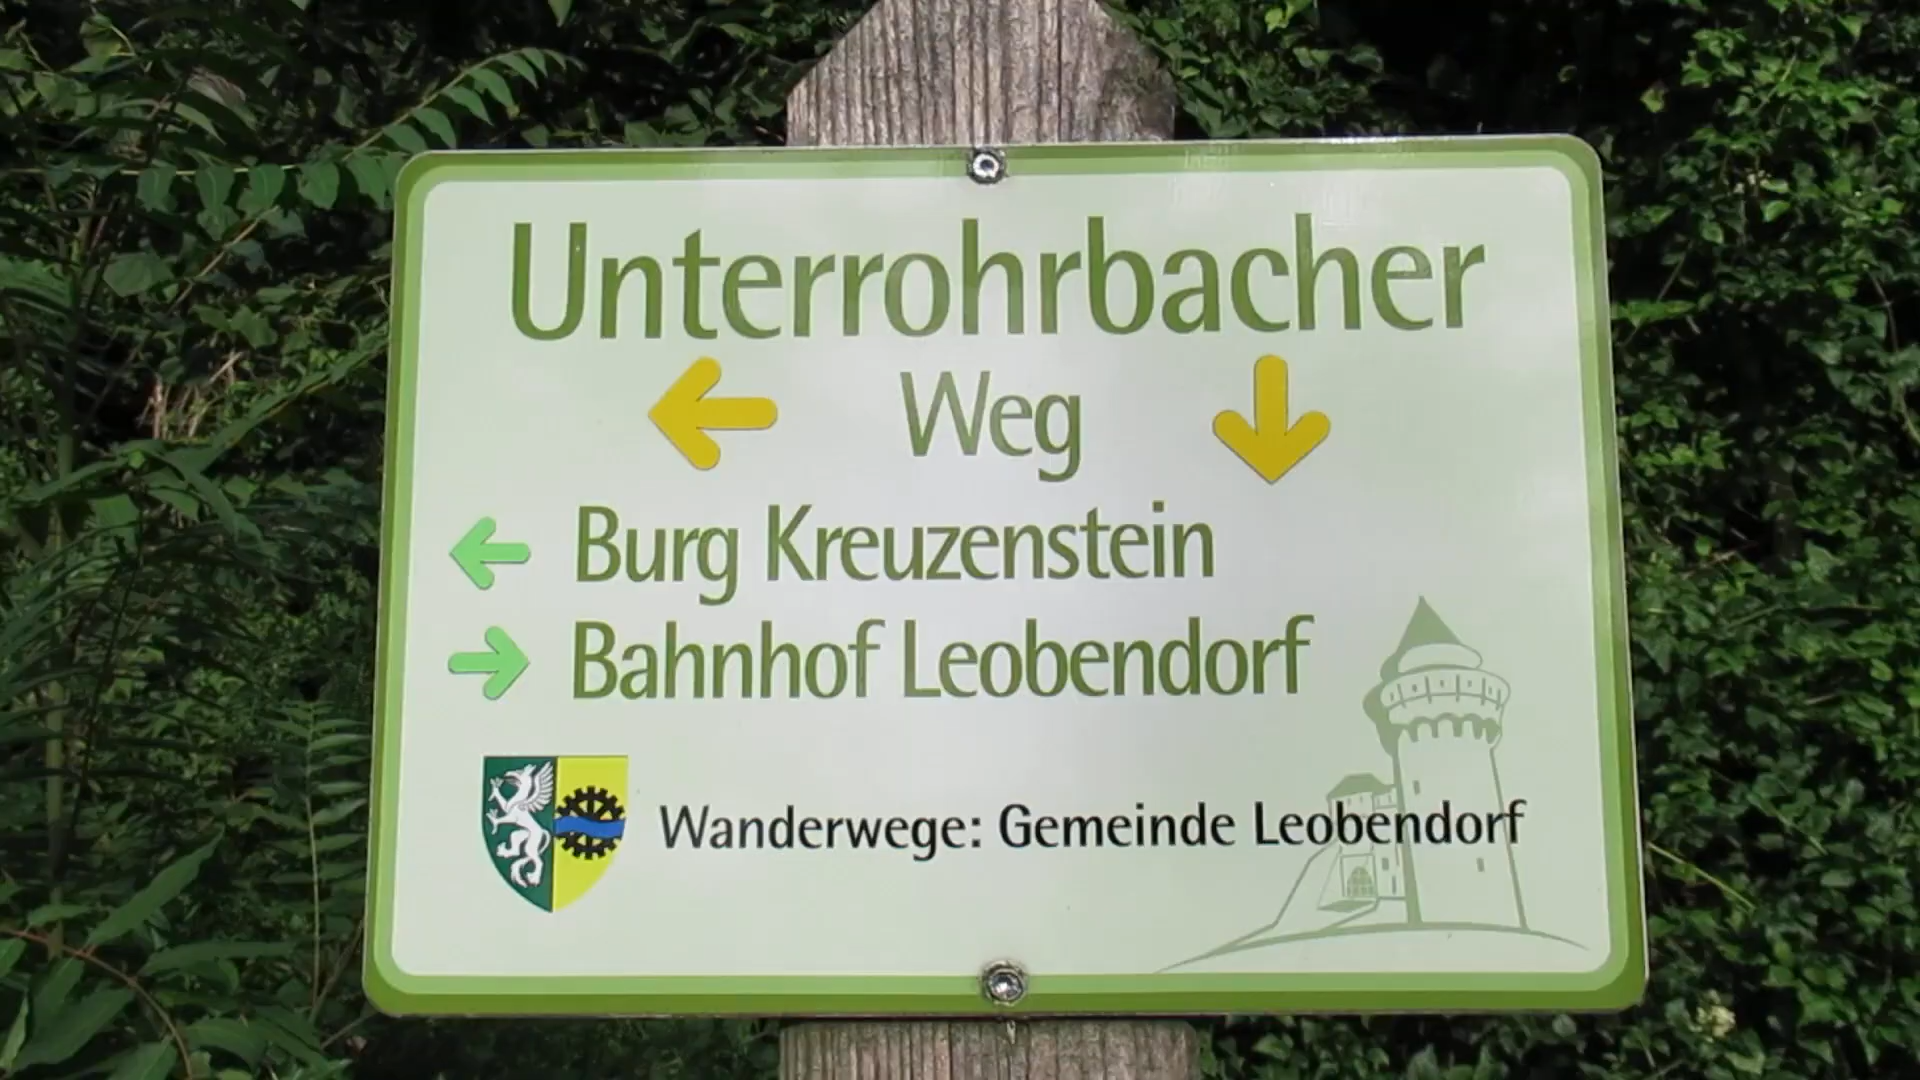 Unterrohrbacher
Weg
Burg Kreuzenstein
Bahnhof Leobendorf
Wanderwege: Gemeinde Leobendorf